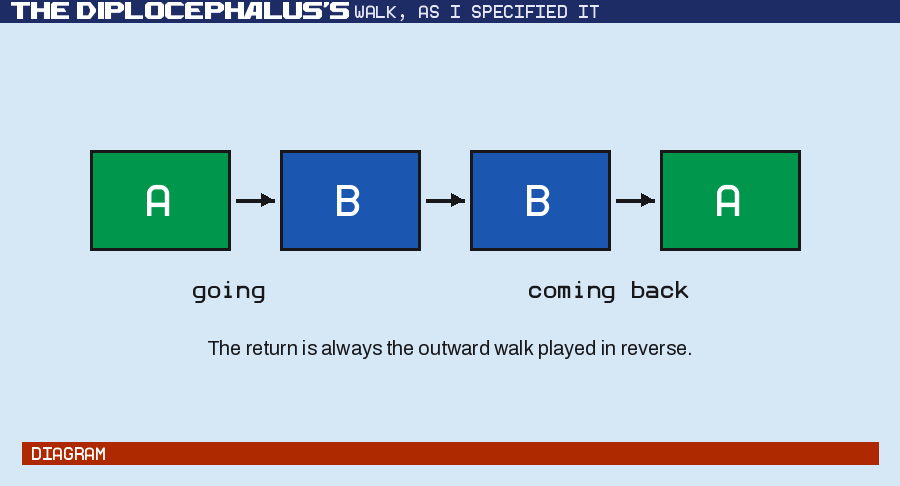 THE DIPLOCEPHALUS'S WALK, AS I SPECIFIED IT
A B B A
going coming back
The return is always the outward walk played in reverse.
DIAGRAM